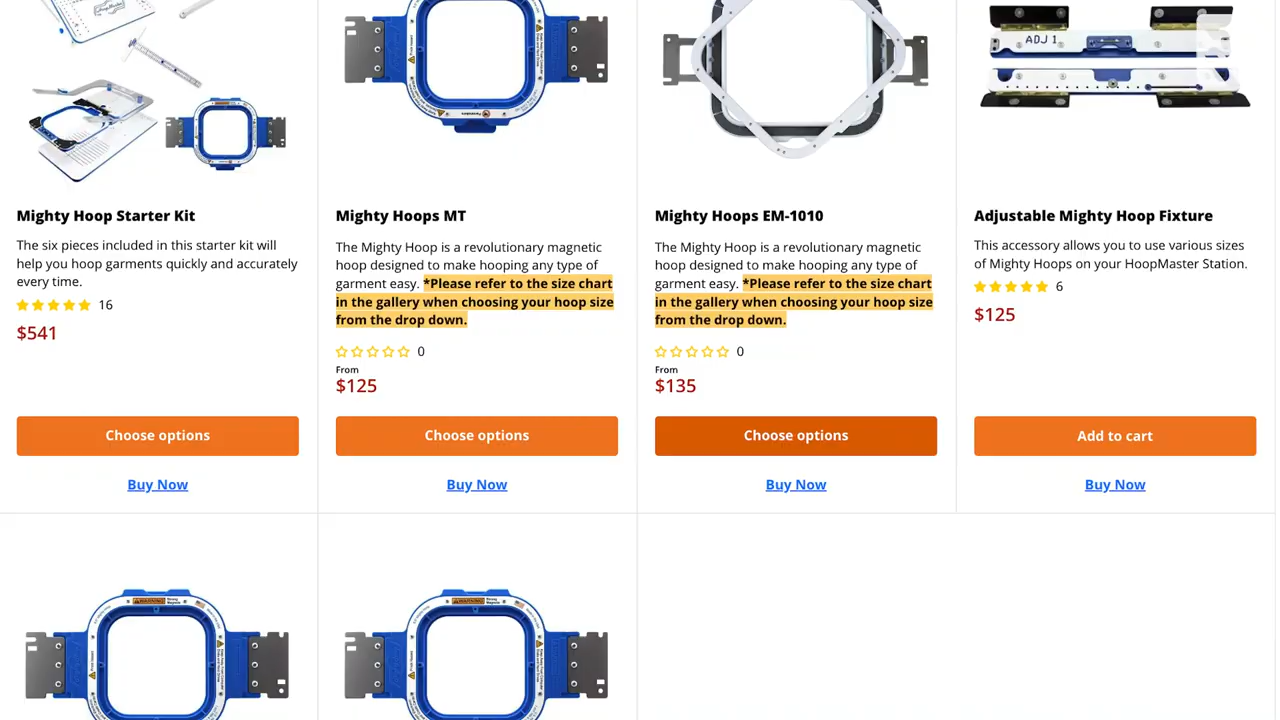 ADJ 1
Mighty Hoop Starter Kit
The six pieces included in this starter kit will
help you hoop garments quickly and accurately
every time.
16
$541
Choose options
Buy Now
Mighty Hoops MT
The Mighty Hoop is a revolutionary magnetic
hoop designed to make hooping any type of
garment easy. *Please refer to the size chart
in the gallery when choosing your hoop size
from the drop down.
0
From
$125
Choose options
Buy Now
Mighty Hoops EM-1010
The Mighty Hoop is a revolutionary magnetic
hoop designed to make hooping any type of
garment easy. *Please refer to the size chart
in the gallery when choosing your hoop size
from the drop down.
0
From
$135
Choose options
Buy Now
Adjustable Mighty Hoop Fixture
This accessory allows you to use various sizes
of Mighty Hoops on your HoopMaster Station.
6
$125
Add to cart
Buy Now